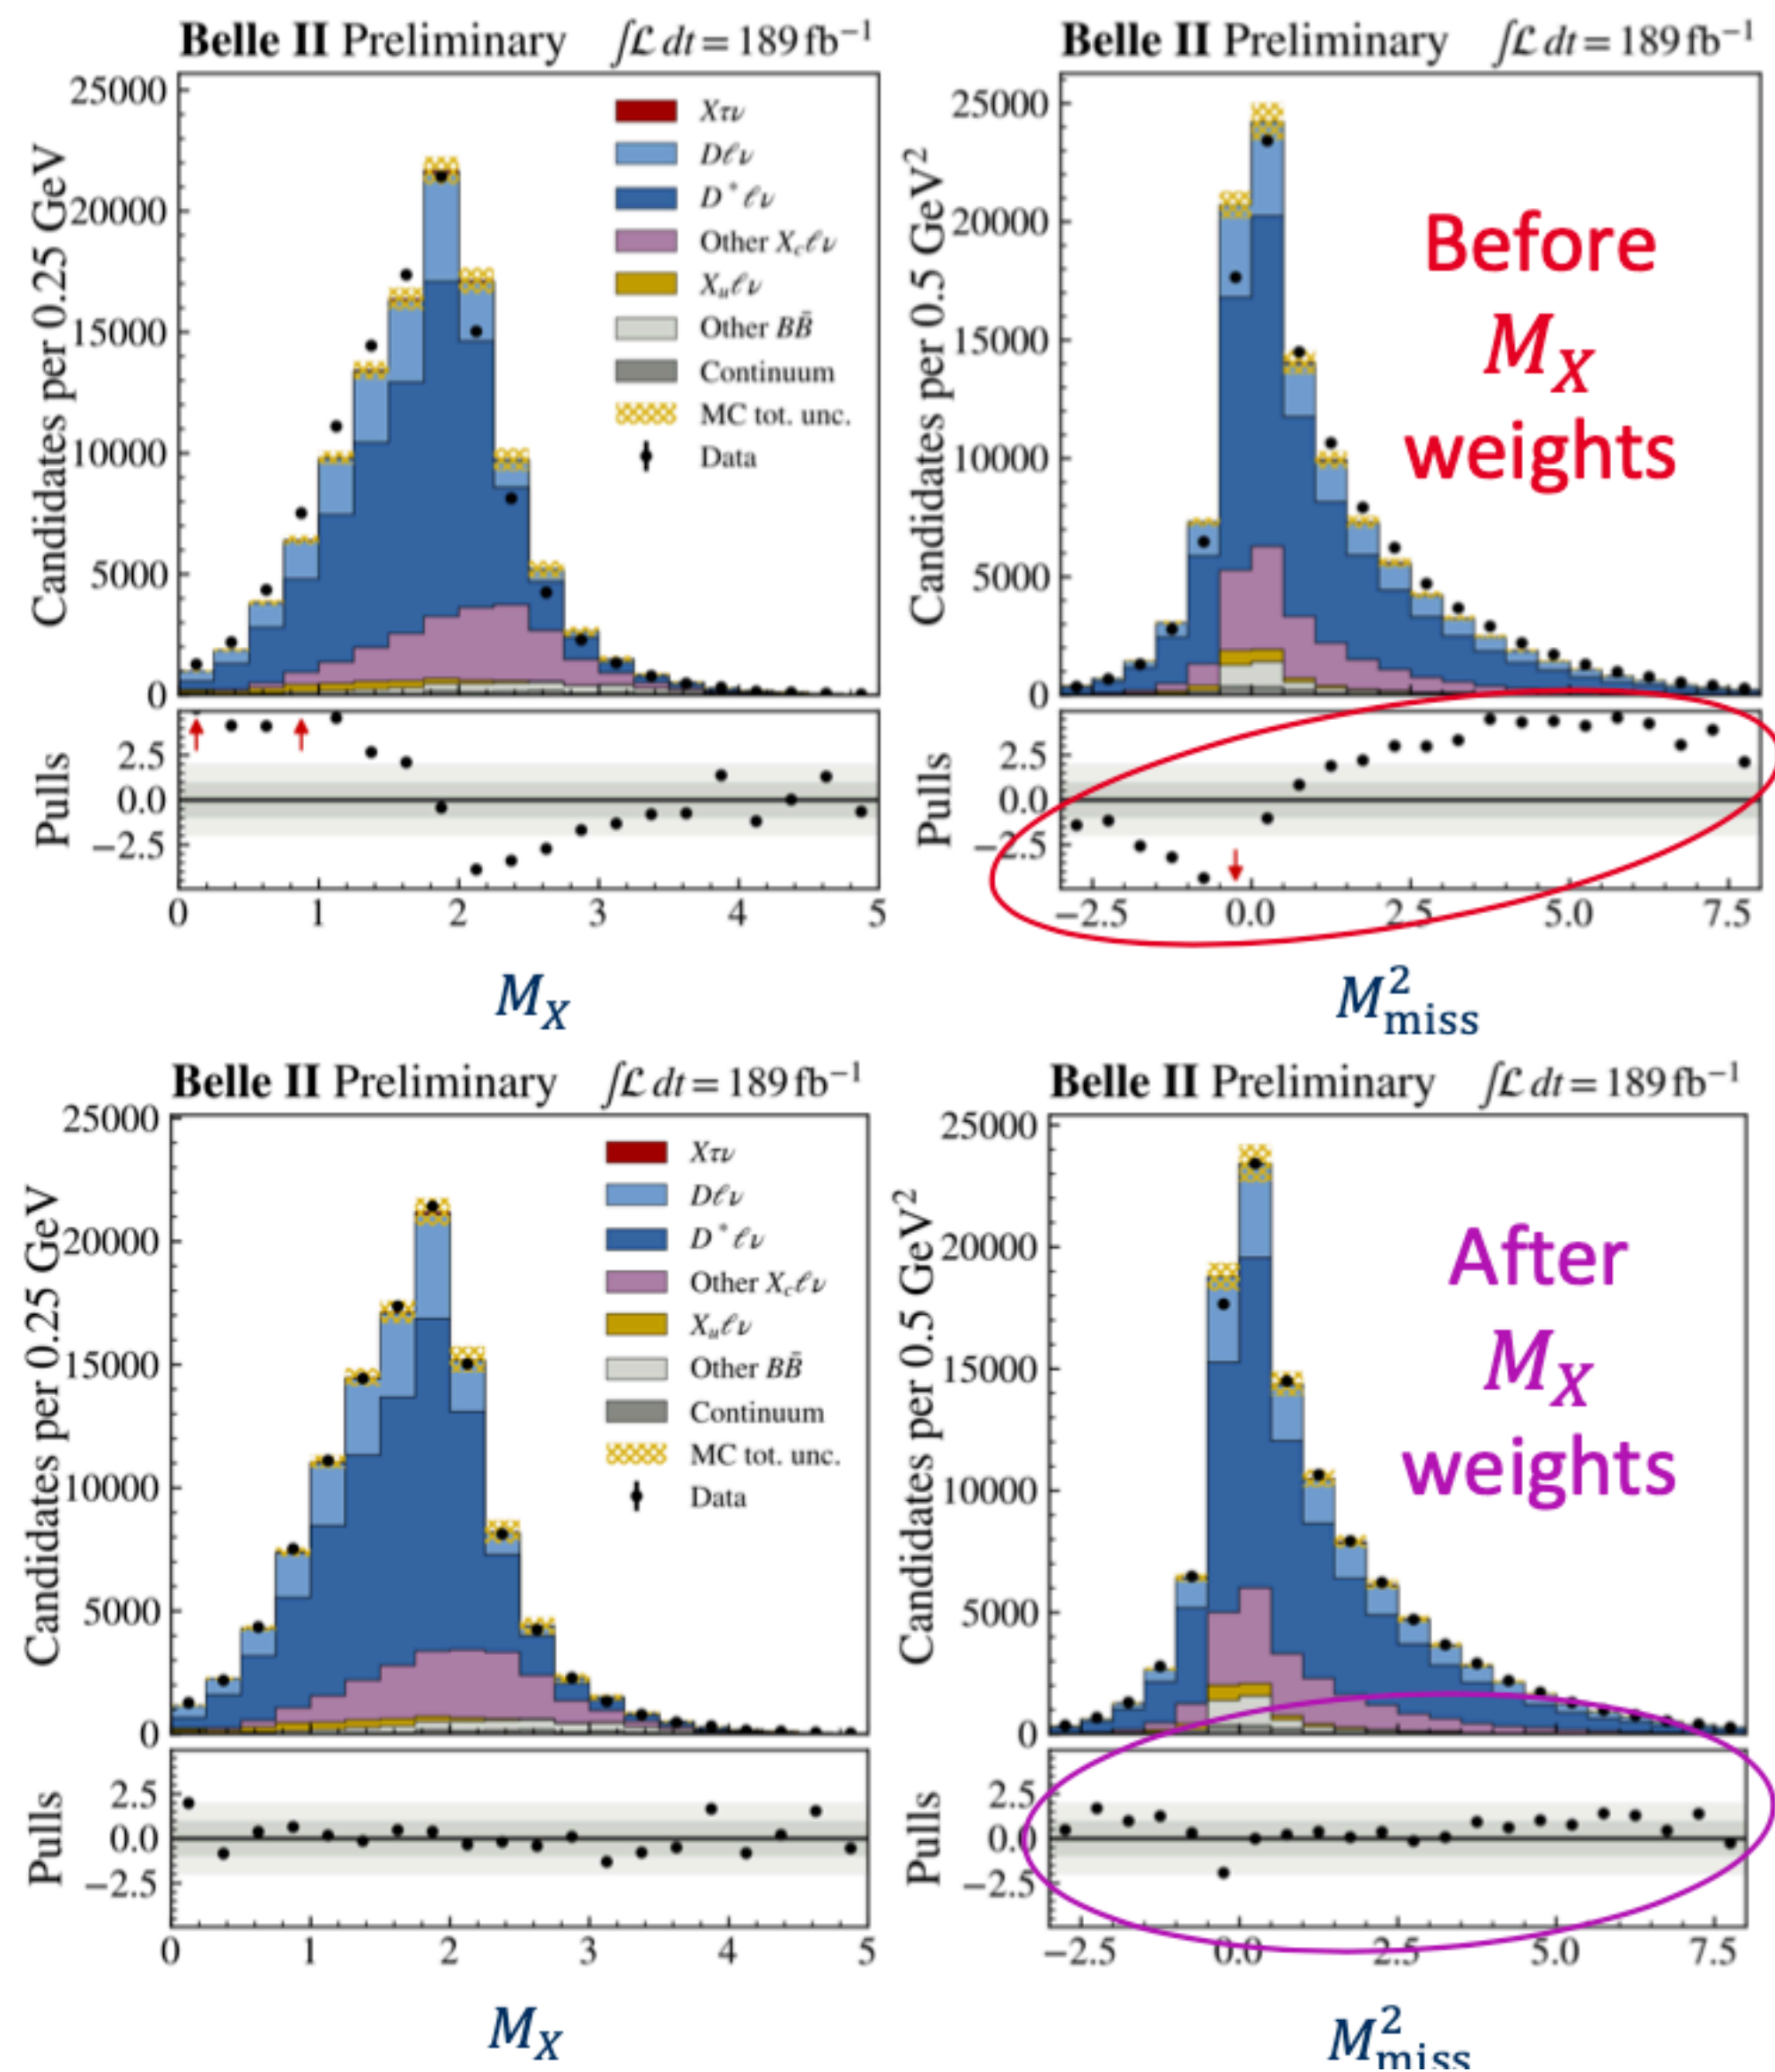 Belle II Preliminary ∫ℒ dt = 189 fb⁻¹
Candidates per 0.25 GeV
25000
20000
15000
10000
5000
0
Xτν
Dℓν
D*ℓν
Other X_cℓν
X_uℓν
Other BB̄
Continuum
MC tot. unc.
Data
Pulls
2.5
0.0
−2.5
0 1 2 3 4 5
M_X
Belle II Preliminary ∫ℒ dt = 189 fb⁻¹
Candidates per 0.5 GeV²
25000
20000
15000
10000
5000
0
Before
M_X
weights
Pulls
2.5
0.0
−2.5
−2.5 0.0 2.5 5.0 7.5
M²_miss
Belle II Preliminary ∫ℒ dt = 189 fb⁻¹
Candidates per 0.25 GeV
25000
20000
15000
10000
5000
0
Xτν
Dℓν
D*ℓν
Other X_cℓν
X_uℓν
Other BB̄
Continuum
MC tot. unc.
Data
Pulls
2.5
0.0
−2.5
0 1 2 3 4 5
M_X
Belle II Preliminary ∫ℒ dt = 189 fb⁻¹
Candidates per 0.5 GeV²
25000
20000
15000
10000
5000
0
After
M_X
weights
Pulls
2.5
0.0
−2.5
−2.5 0.0 2.5 5.0 7.5
M²_miss